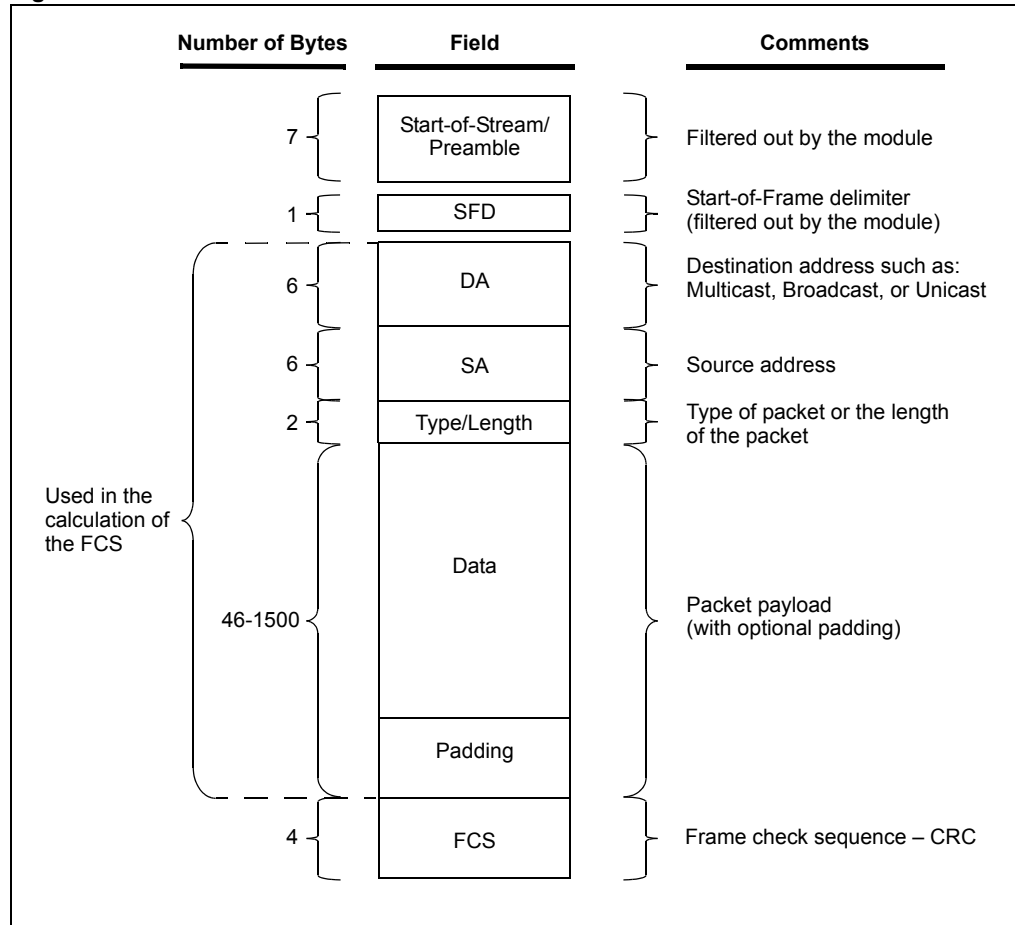 Number of Bytes Field Comments
7 Start-of-Stream/
Preamble Filtered out by the module
1 SFD Start-of-Frame delimiter
(filtered out by the module)
6 DA Destination address such as:
Multicast, Broadcast, or Unicast
6 SA Source address
2 Type/Length Type of packet or the length
of the packet
Used in the
calculation of
the FCS
Data
46-1500 Packet payload
(with optional padding)
Padding
4 FCS Frame check sequence – CRC